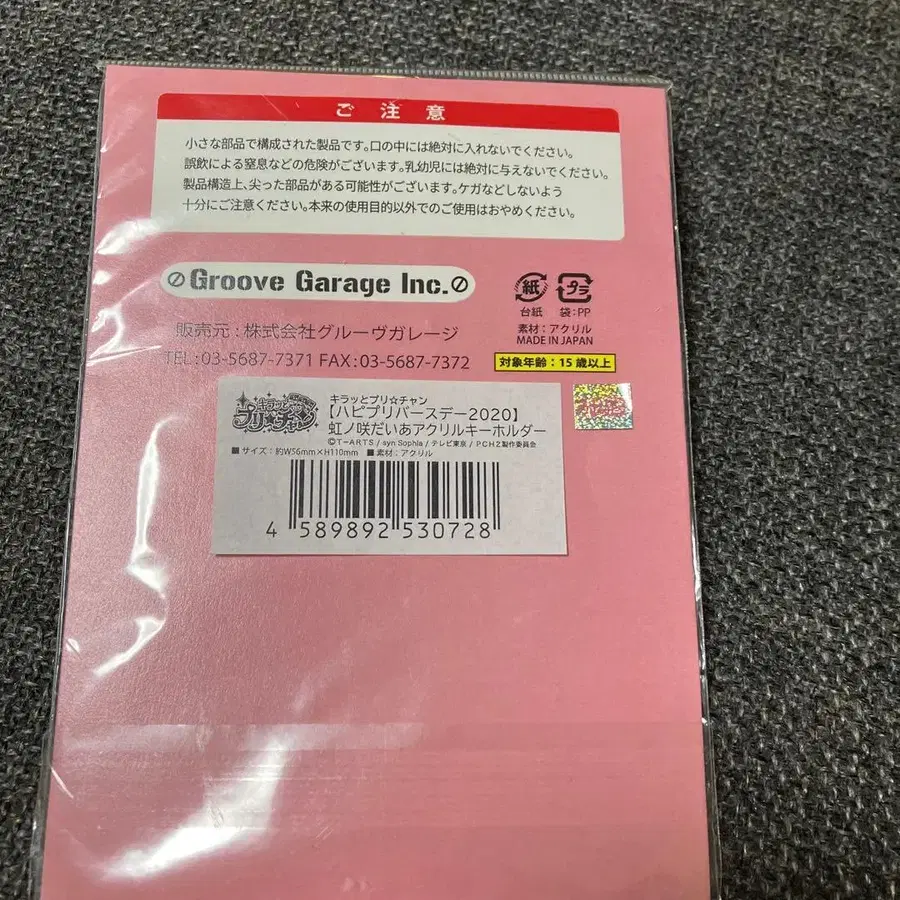 ご注意
小さな部品で構成された製品です。口の中には絶対に入れないでください。
誤飲による窒息などの危険がございます。乳幼児には絶対に与えないでください。
製品構造上、尖った部品がある可能性がございます。ケガなどしないよう
十分にご注意ください。本来の使用目的以外でのご使用はおやめください。
Groove Garage Inc.
販売元：株式会社グルーヴガレージ
TEL：03-5687-7371 FAX：03-5687-7372
紙 プラ
台紙 袋：PP
素材：アクリル
MADE IN JAPAN
対象年齢：15歳以上
キラッと
プリ☆チャン
キラッとプリ☆チャン
【ハピプリバースデー2020】
虹ノ咲だいあアクリルキーホルダー
©T-ARTS / syn Sophia / テレビ東京 / PCH2製作委員会
■サイズ：約W56mm×H110mm ■素材：アクリル
4 589892 530728